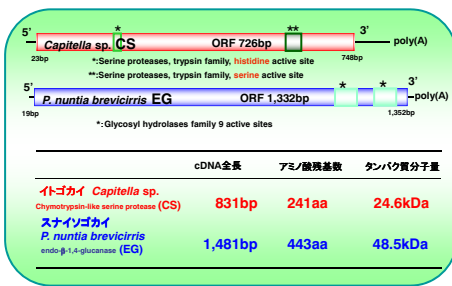 5' * ** 3'
Capitella sp. CS ORF 726bp poly(A)
23bp 748bp
*:Serine proteases, trypsin family, histidine active site
**:Serine proteases, trypsin family, serine active site
5' * * 3'
P. nuntia brevicirris EG ORF 1,332bp poly(A)
19bp 1,352bp
*:Glycosyl hydrolases family 9 active sites
cDNA全長 アミノ酸残基数 タンパク質分子量
イトゴカイ Capitella sp.
Chymotrypsin-like serine protease (CS) 831bp 241aa 24.6kDa
スナイソゴカイ
P. nuntia brevicirris
endo-β-1,4-glucanase (EG) 1,481bp 443aa 48.5kDa